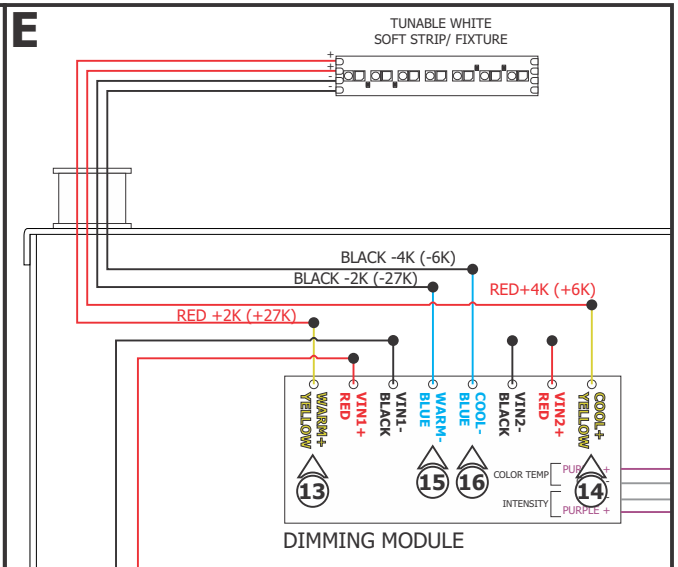 E
TUNABLE WHITE
SOFT STRIP/ FIXTURE
+
+
-
-
BLACK -4K (-6K)
BLACK -2K (-27K)
RED+4K (+6K)
RED +2K (+27K)
WARM+
YELLOW
VIN1+
RED
VIN1-
BLACK
WARM-
BLUE
COOL-
BLUE
VIN2-
BLACK
VIN2+
RED
COOL+
YELLOW
13
15
16
14
COLOR TEMP
+
-
INTENSITY
-
PURPLE +
DIMMING MODULE